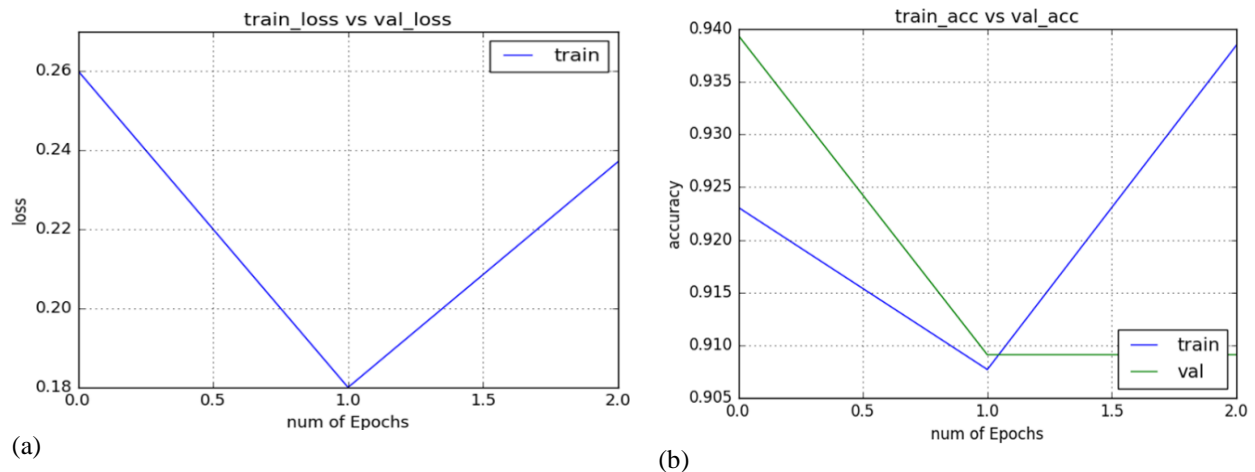 train_loss vs val_loss
train
0.26
0.24
0.22
0.20
0.18
loss
0.0 0.5 1.0 1.5 2.0
num of Epochs
(a)
train_acc vs val_acc
0.940
0.935
0.930
0.925
0.920
0.915
0.910
0.905
accuracy
train
val
0.0 0.5 1.0 1.5 2.0
num of Epochs
(b)